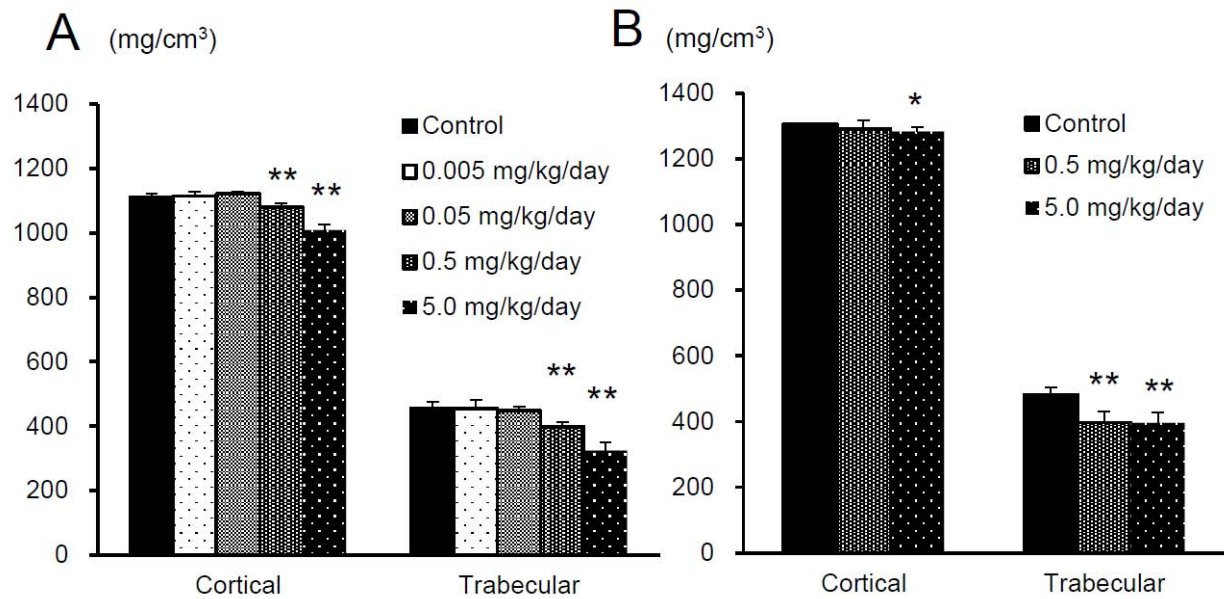 A (mg/cm³)
1400
1200
1000
800
600
400
200
0
Control
0.005 mg/kg/day
0.05 mg/kg/day
0.5 mg/kg/day
5.0 mg/kg/day
** **
** **
Cortical Trabecular
B (mg/cm³)
1400
1200
1000
800
600
400
200
0
Control
0.5 mg/kg/day
5.0 mg/kg/day
*
** **
Cortical Trabecular